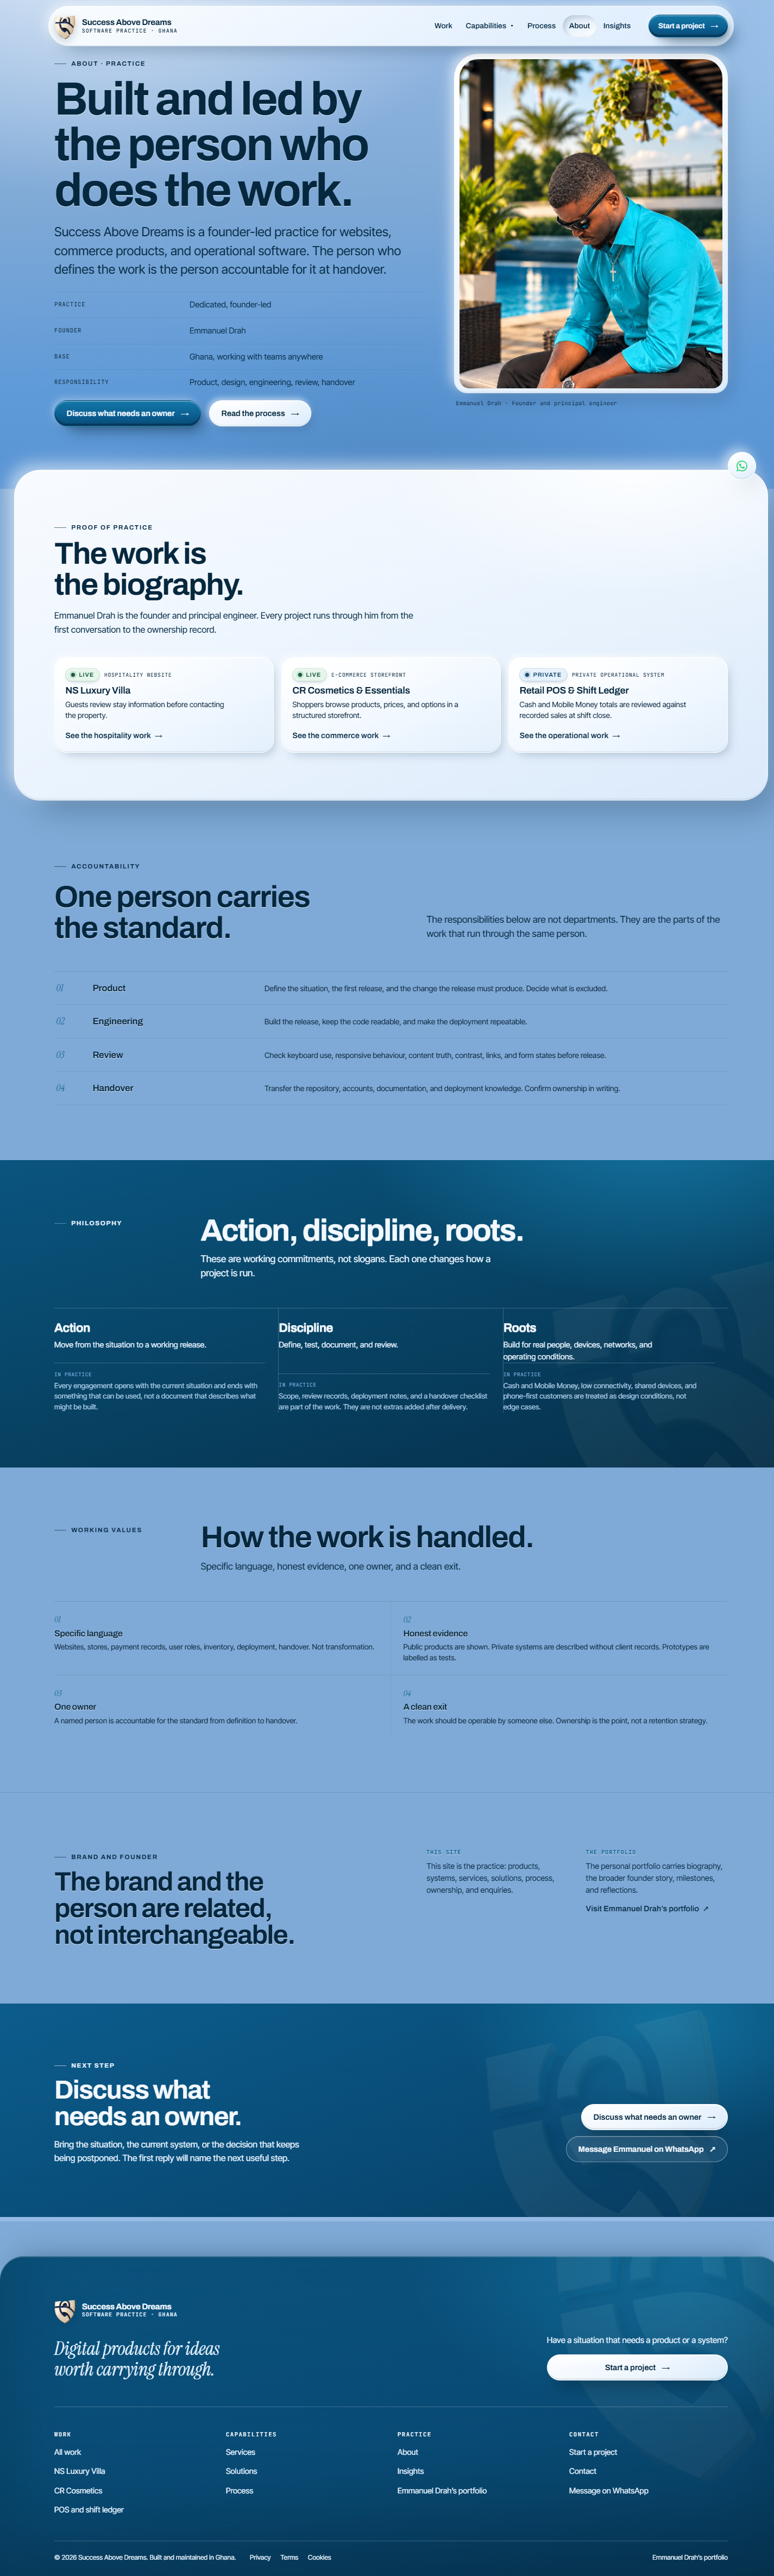 Success Above Dreams
SOFTWARE PRACTICE · GHANA
Work
Capabilities
Process
About
Insights
Start a project →
ABOUT · PRACTICE
Built and led by
the person who
does the work.
Success Above Dreams is a founder-led practice for websites,
commerce products, and operational software. The person who
defines the work is the person accountable for it at handover.
PRACTICE
Dedicated, founder-led
FOUNDER
Emmanuel Drah
BASE
Ghana, working with teams anywhere
RESPONSIBILITY
Product, design, engineering, review, handover
Discuss what needs an owner →
Read the process →
Emmanuel Drah · Founder and principal engineer
PROOF OF PRACTICE
The work is
the biography.
Emmanuel Drah is the founder and principal engineer. Every project runs through him from the
first conversation to the ownership record.
LIVE
HOSPITALITY WEBSITE
NS Luxury Villa
Guests review stay information before contacting
the property.
See the hospitality work →
LIVE
E-COMMERCE STOREFRONT
CR Cosmetics & Essentials
Shoppers browse products, prices, and options in a
structured storefront.
See the commerce work →
PRIVATE
PRIVATE OPERATIONAL SYSTEM
Retail POS & Shift Ledger
Cash and Mobile Money totals are reviewed against
recorded sales at shift close.
See the operational work →
ACCOUNTABILITY
One person carries
the standard.
The responsibilities below are not departments. They are the parts of the
work that run through the same person.
01
Product
Define the situation, the first release, and the change the release must produce. Decide what is excluded.
02
Engineering
Build the release, keep the code readable, and make the deployment repeatable.
03
Review
Check keyboard use, responsive behaviour, content truth, contrast, links, and form states before release.
04
Handover
Transfer the repository, accounts, documentation, and deployment knowledge. Confirm ownership in writing.
PHILOSOPHY
Action, discipline, roots.
These are working commitments, not slogans. Each one changes how a
project is run.
Action
Move from the situation to a working release.
IN PRACTICE
Every engagement opens with the current situation and ends with
something that can be used, not a document that describes what
might be built.
Discipline
Define, test, document, and review.
IN PRACTICE
Scope, review records, deployment notes, and a handover checklist
are part of the work. They are not extras added after delivery.
Roots
Build for real people, devices, networks, and
operating conditions.
IN PRACTICE
Cash and Mobile Money, low connectivity, shared devices, and
phone-first customers are treated as design conditions, not
edge cases.
WORKING VALUES
How the work is handled.
Specific language, honest evidence, one owner, and a clean exit.
01
Specific language
Websites, stores, payment records, user roles, inventory, deployment, handover. Not transformation.
02
Honest evidence
Public products are shown. Private systems are described without client records. Prototypes are
labelled as tests.
03
One owner
A named person is accountable for the standard from definition to handover.
04
A clean exit
The work should be operable by someone else. Ownership is the point, not a retention strategy.
BRAND AND FOUNDER
The brand and the
person are related,
not interchangeable.
THIS SITE
This site is the practice: products,
systems, services, solutions, process,
ownership, and enquiries.
THE PORTFOLIO
The personal portfolio carries biography,
the broader founder story, milestones,
and reflections.
Visit Emmanuel Drah's portfolio ↗
NEXT STEP
Discuss what
needs an owner.
Bring the situation, the current system, or the decision that keeps
being postponed. The first reply will name the next useful step.
Discuss what needs an owner →
Message Emmanuel on WhatsApp ↗
Success Above Dreams
SOFTWARE PRACTICE · GHANA
Digital products for ideas
worth carrying through.
Have a situation that needs a product or a system?
Start a project →
WORK
All work
NS Luxury Villa
CR Cosmetics
POS and shift ledger
CAPABILITIES
Services
Solutions
Process
PRACTICE
About
Insights
Emmanuel Drah's portfolio
CONTACT
Start a project
Contact
Message on WhatsApp
© 2026 Success Above Dreams. Built and maintained in Ghana.
Privacy
Terms
Cookies
Emmanuel Drah's portfolio